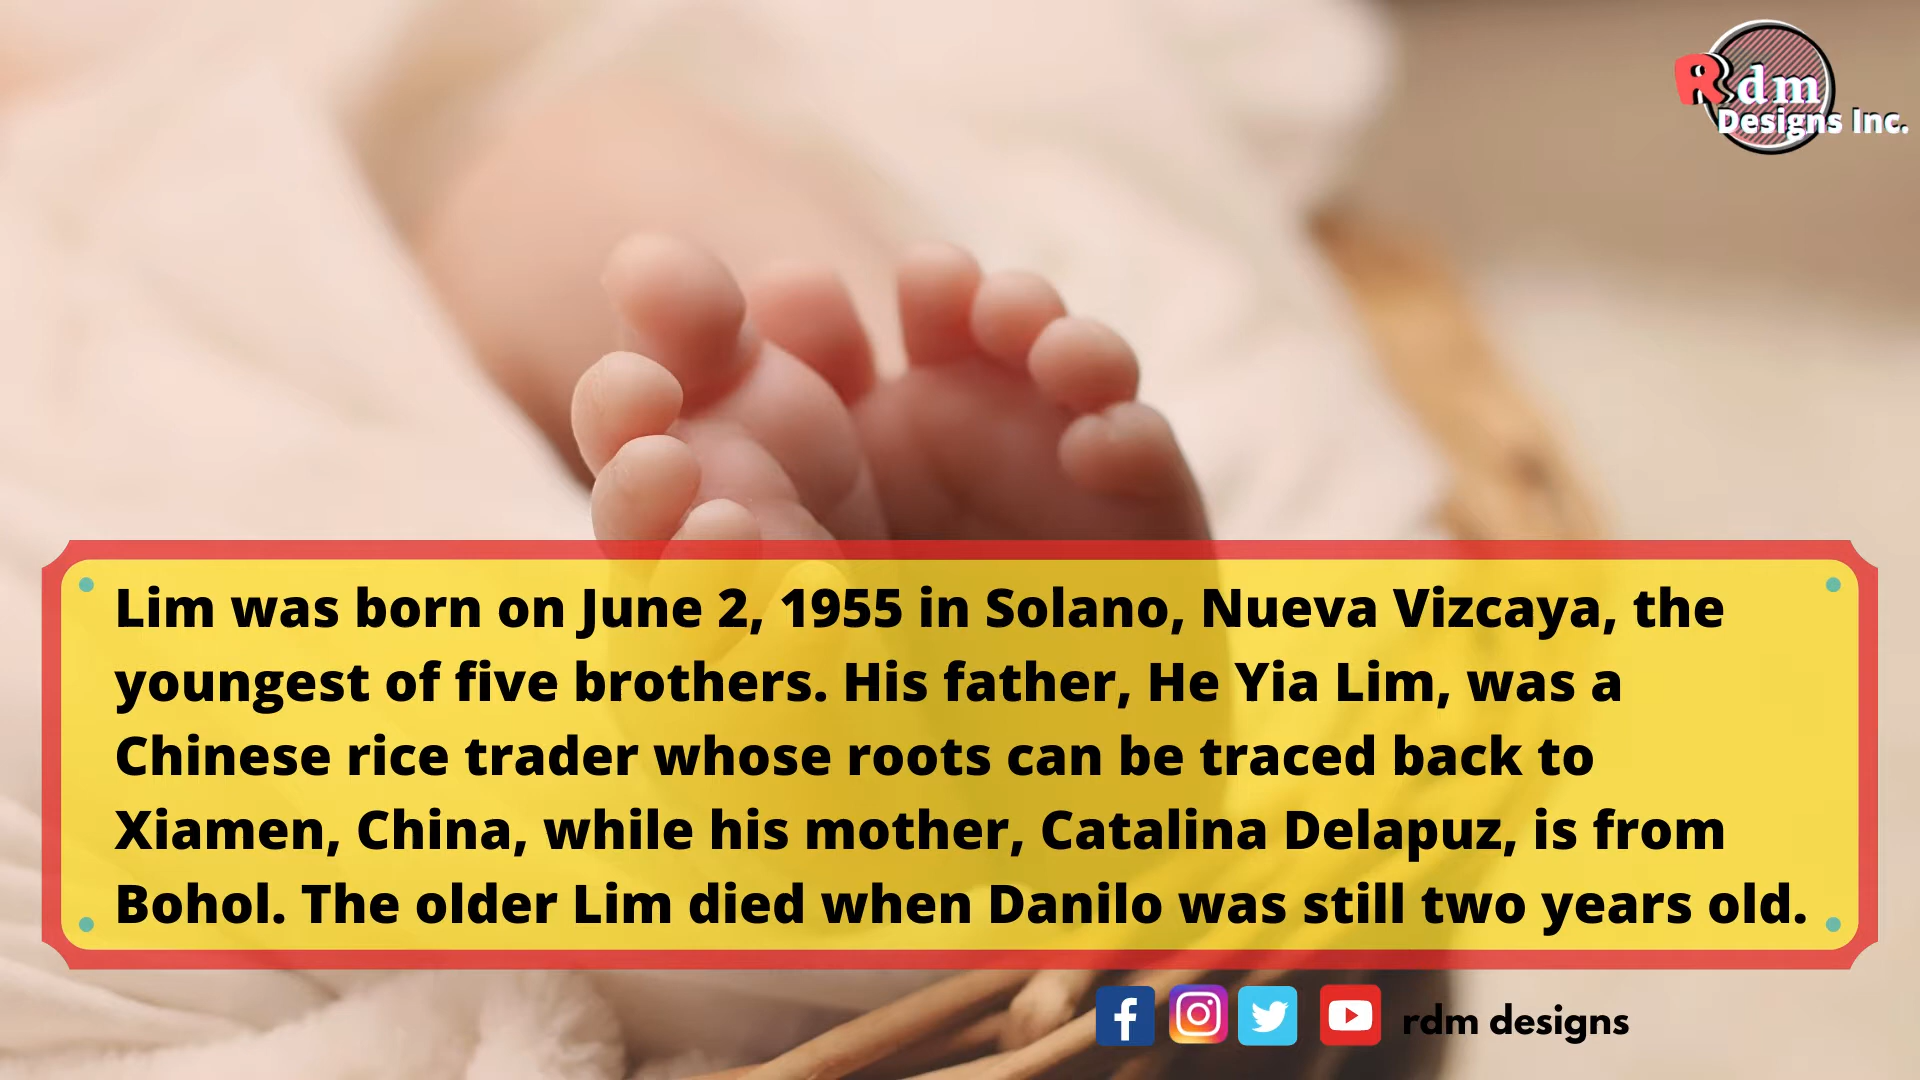 Rdm
Designs Inc.
Lim was born on June 2, 1955 in Solano, Nueva Vizcaya, the
youngest of five brothers. His father, He Yia Lim, was a
Chinese rice trader whose roots can be traced back to
Xiamen, China, while his mother, Catalina Delapuz, is from
Bohol. The older Lim died when Danilo was still two years old.
rdm designs